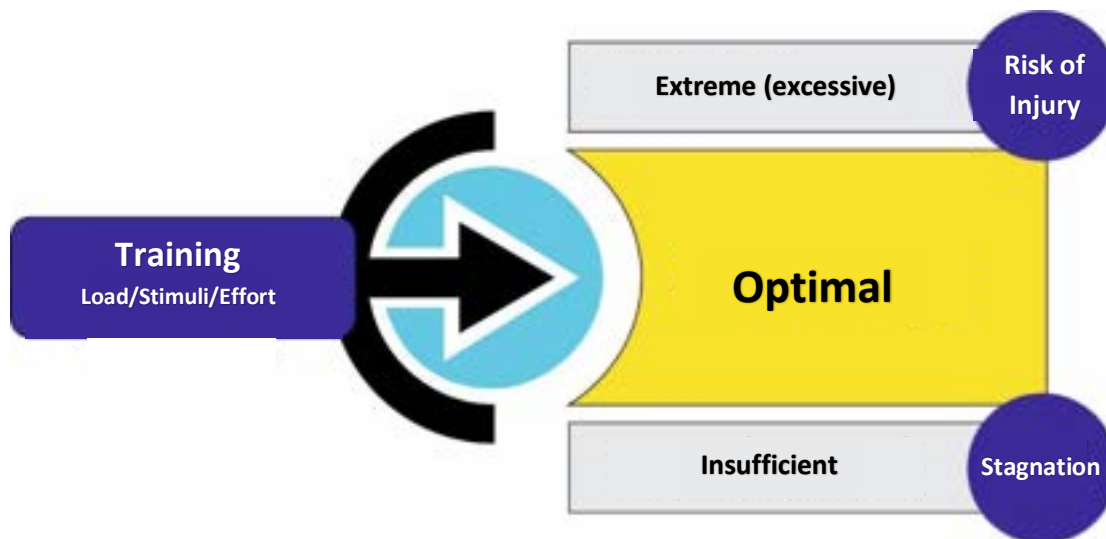 Training
Load/Stimuli/Effort
Extreme (excessive)
Risk of
Injury
Optimal
Insufficient
Stagnation